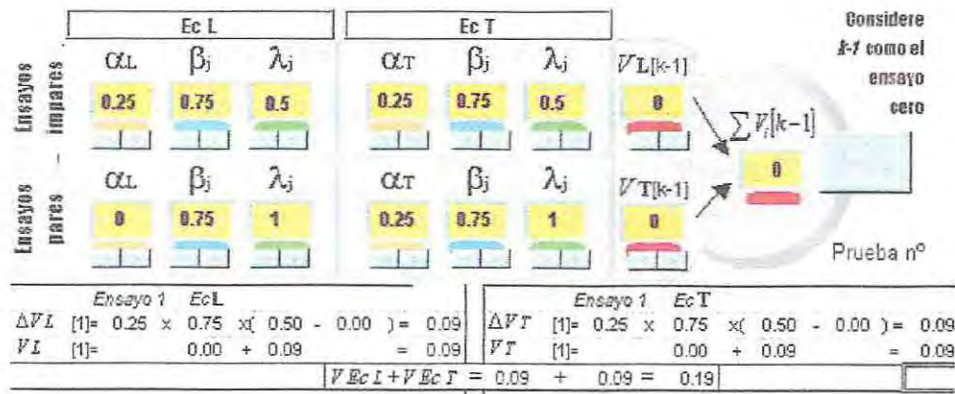 Ec L Ec T
Considere
k-1 como el
ensayo
cero
Ensayos
impares
–
Ensayos
pares
αL βj λj αT βj λj VL[k-1]
0.25 0.75 0.5 0.25 0.75 0.5 0
∑ Vi[k−1]
0
αL βj λj αT βj λj VT[k-1]
0 0.75 1 0.25 0.75 1 0
Prueba nº
Ensayo 1 EcL Ensayo 1 EcT
ΔVL [1]= 0.25 x 0.75 x( 0.50 - 0.00 ) = 0.09 ΔVT [1]= 0.25 x 0.75 x( 0.50 - 0.00 ) = 0.09
VL [1]= 0.00 + 0.09 = 0.09 VT [1]= 0.00 + 0.09 = 0.09
V Ec L + V Ec T = 0.09 + 0.09 = 0.19